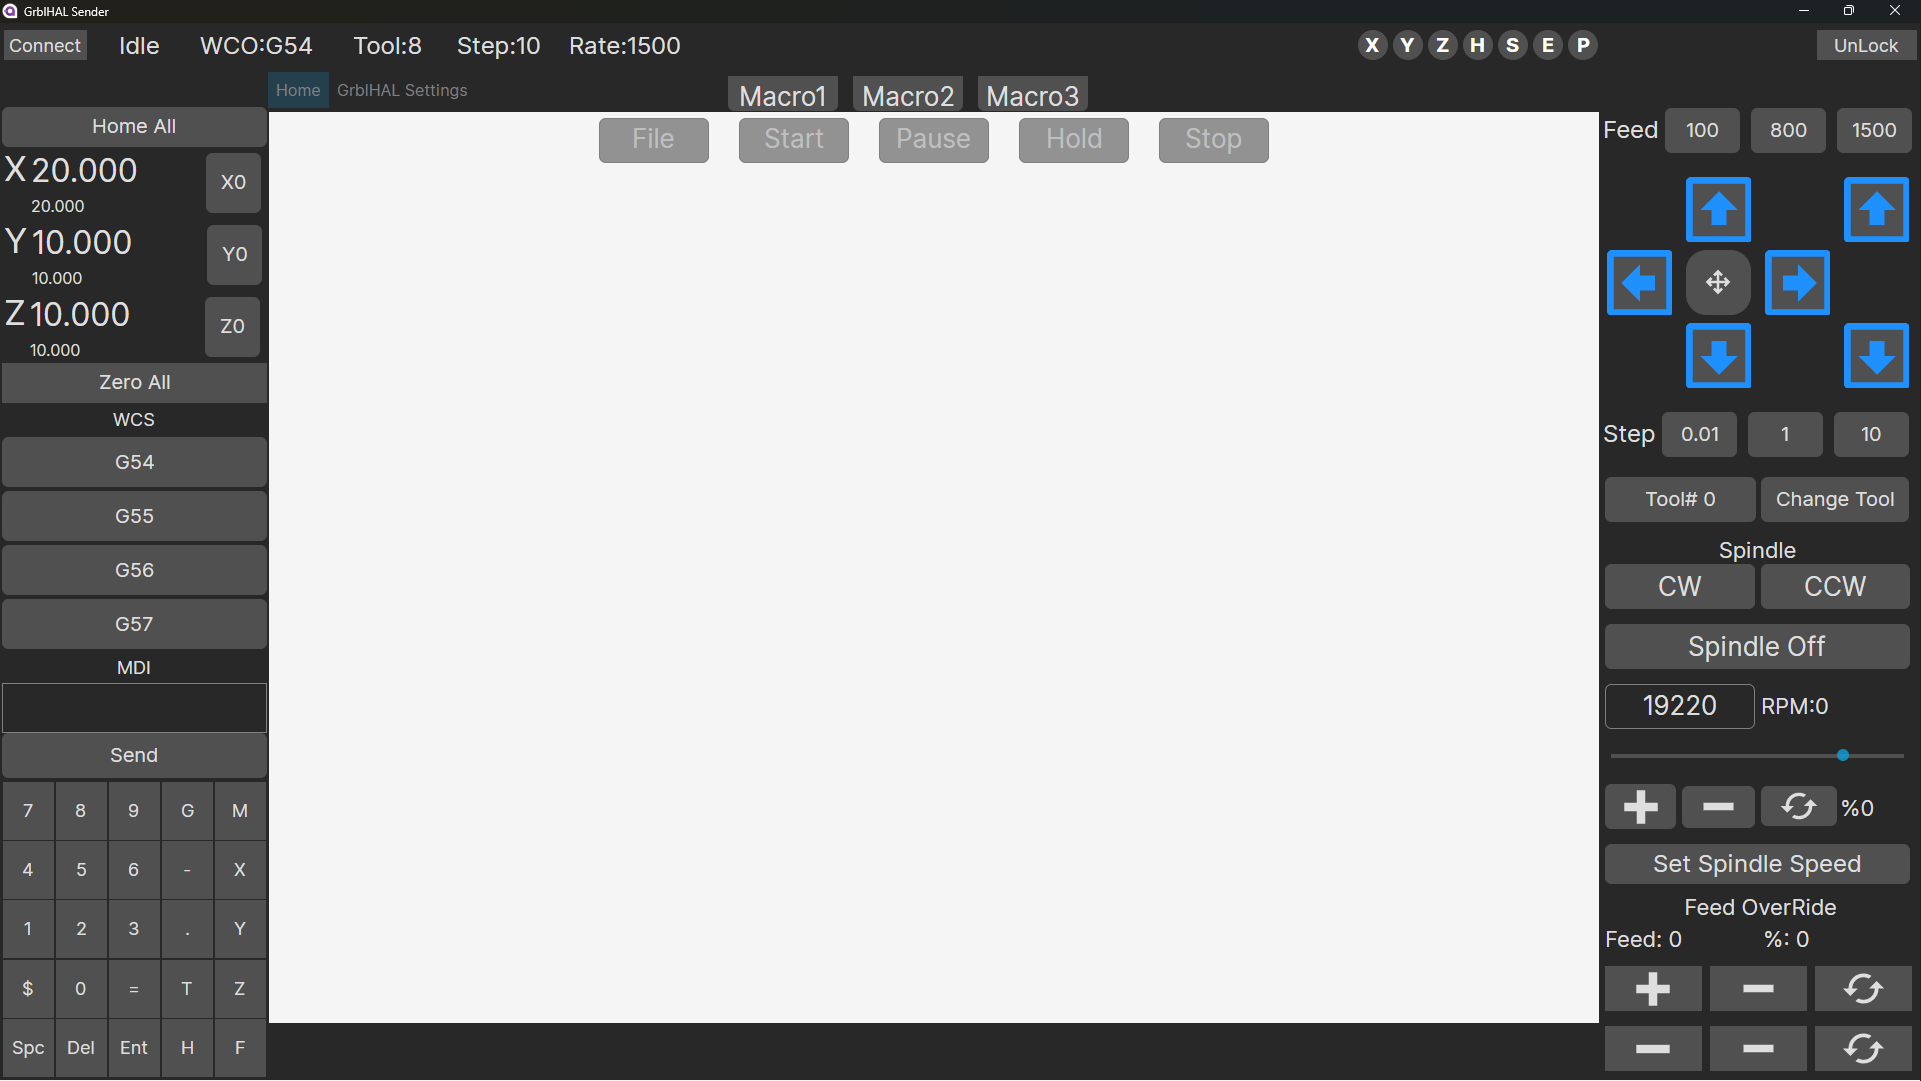 GrblHAL Sender
Connect Idle WCO:G54 Tool:8 Step:10 Rate:1500 X Y Z H S E P UnLock
Home GrblHAL Settings Macro1 Macro2 Macro3
Home All
X 20.000 X0
20.000
Y 10.000 Y0
10.000
Z 10.000 Z0
10.000
Zero All
WCS
G54
G55
G56
G57
MDI
Send
7 8 9 G M
4 5 6 - X
1 2 3 . Y
$ 0 = T Z
Spc Del Ent H F
File Start Pause Hold Stop
Feed 100 800 1500
Step 0.01 1 10
Tool# 0 Change Tool
Spindle
CW CCW
Spindle Off
19220 RPM:0
%0
Set Spindle Speed
Feed OverRide
Feed: 0 %: 0